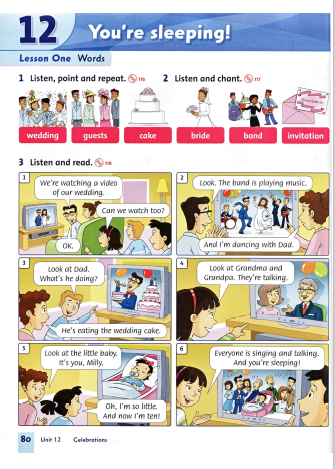 12 You're sleeping!
Lesson One Words
1 Listen, point and repeat. 116
2 Listen and chant. 117
wedding guests cake bride band invitation
3 Listen and read. 118
1
We're watching a video
of our wedding.
Can we watch too?
OK.
2
Look. The band is playing music.
And I'm dancing with Dad.
3
Look at Dad.
What's he doing?
He's eating the wedding cake.
4
Look at Grandma and
Grandpa. They're talking.
5
Look at the little baby.
It's you, Milly.
Oh, I'm so little.
And now I'm ten!
6
Everyone is singing and talking.
And you're sleeping!
80 Unit 12 Celebrations